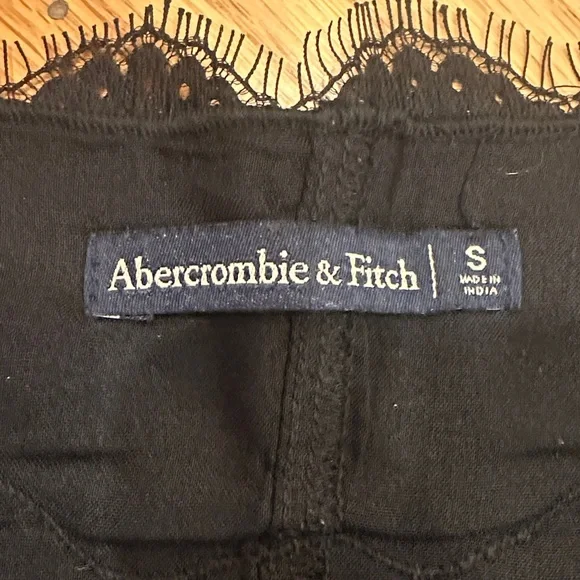 Abercrombie & Fitch
S
MADE IN
INDIA